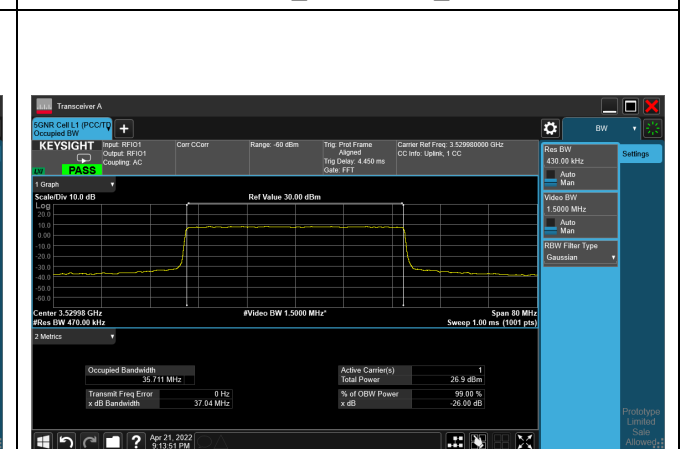 Transceiver A
5GNR Cell L1 (PCC/TD
Occupied BW
+
BW
KEYSIGHT
Input: RFIO1
Output: RFIO1
Coupling: AC
Corr CCorr
Range: -60 dBm
Trig: Prot Frame
Aligned
Trig Delay: 4.450 ms
Gate: FFT
Carrier Ref Freq: 3.529980000 GHz
CC Info: Uplink, 1 CC
PASS
Res BW
430.00 kHz
Auto
Man
Settings
Video BW
1.5000 MHz
Auto
Man
RBW Filter Type
Gaussian
1 Graph
Scale/Div 10.0 dB
Ref Value 30.00 dBm
Log
20.0
10.0
0.00
-10.0
-20.0
-30.0
-40.0
-50.0
-60.0
Center 3.52998 GHz
#Video BW 1.5000 MHz*
Span 80 MHz
#Res BW 470.00 kHz
Sweep 1.00 ms (1001 pts)
2 Metrics
Occupied Bandwidth
35.711 MHz
Active Carrier(s) 1
Total Power 26.9 dBm
Transmit Freq Error 0 Hz
x dB Bandwidth 37.04 MHz
% of OBW Power 99.00 %
x dB -26.00 dB
Prototype
Limited
Sale
Allowed
?
Apr 21, 2022
9:13:51 PM